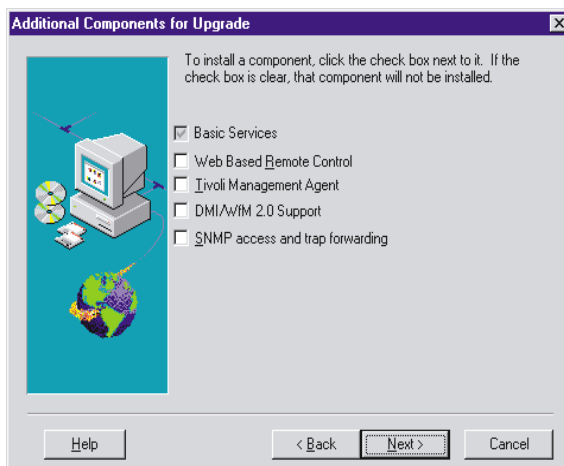 Additional Components for Upgrade
To install a component, click the check box next to it. If the
check box is clear, that component will not be installed.
Basic Services
Web Based Remote Control
Tivoli Management Agent
DMI/WfM 2.0 Support
SNMP access and trap forwarding
Help
< Back
Next >
Cancel